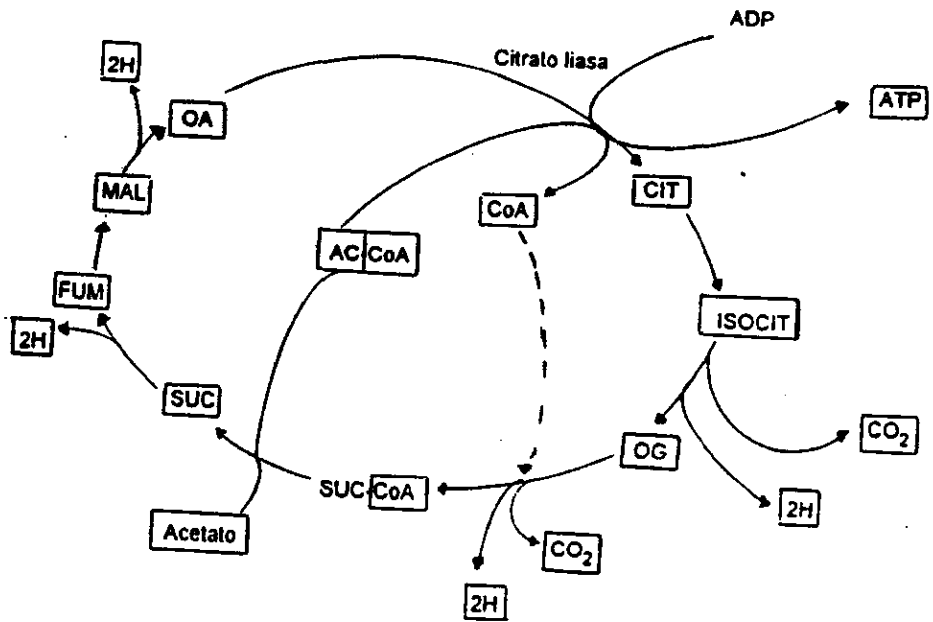 ADP
Citrato liasa
2H
ATP
OA
MAL
CIT
CoA
AC CoA
FUM
ISOCIT
2H
SUC
CO₂
OG
SUC-CoA
2H
Acetato
CO₂
2H